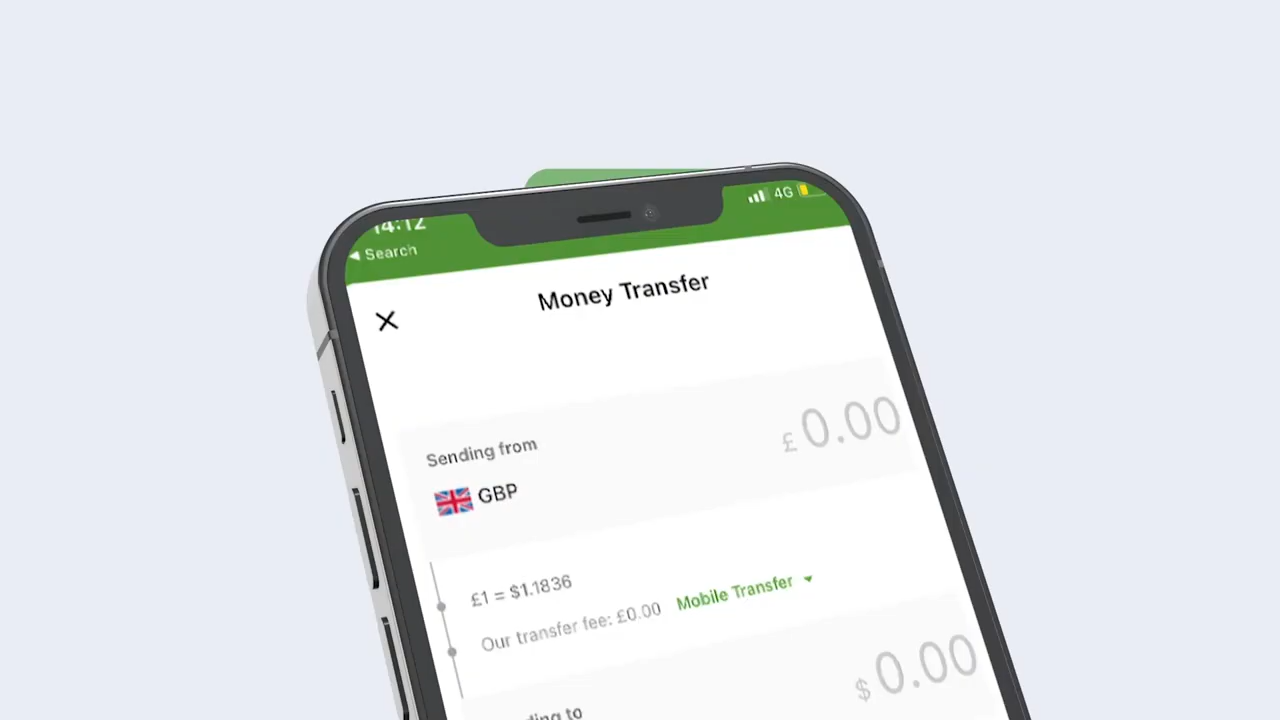 14:12
4G
Search
Money Transfer
£ 0.00
Sending from
GBP
£1 = $1.1836
Our transfer fee: £0.00 Mobile Transfer
$ 0.00
to